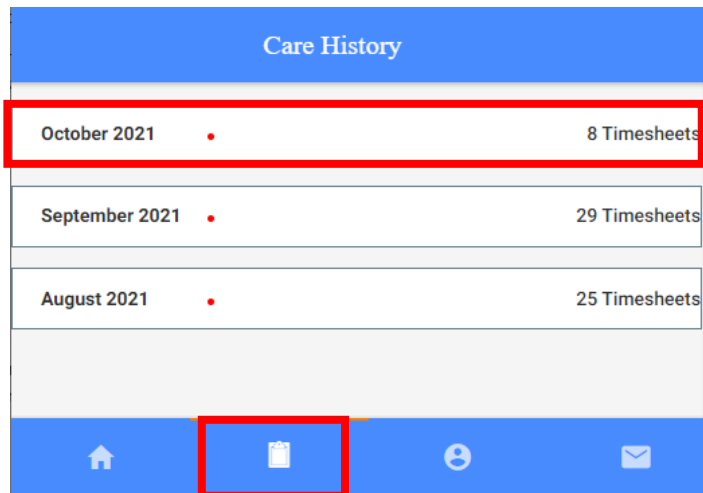 Care History
October 2021 8 Timesheets
September 2021 29 Timesheets
August 2021 25 Timesheets